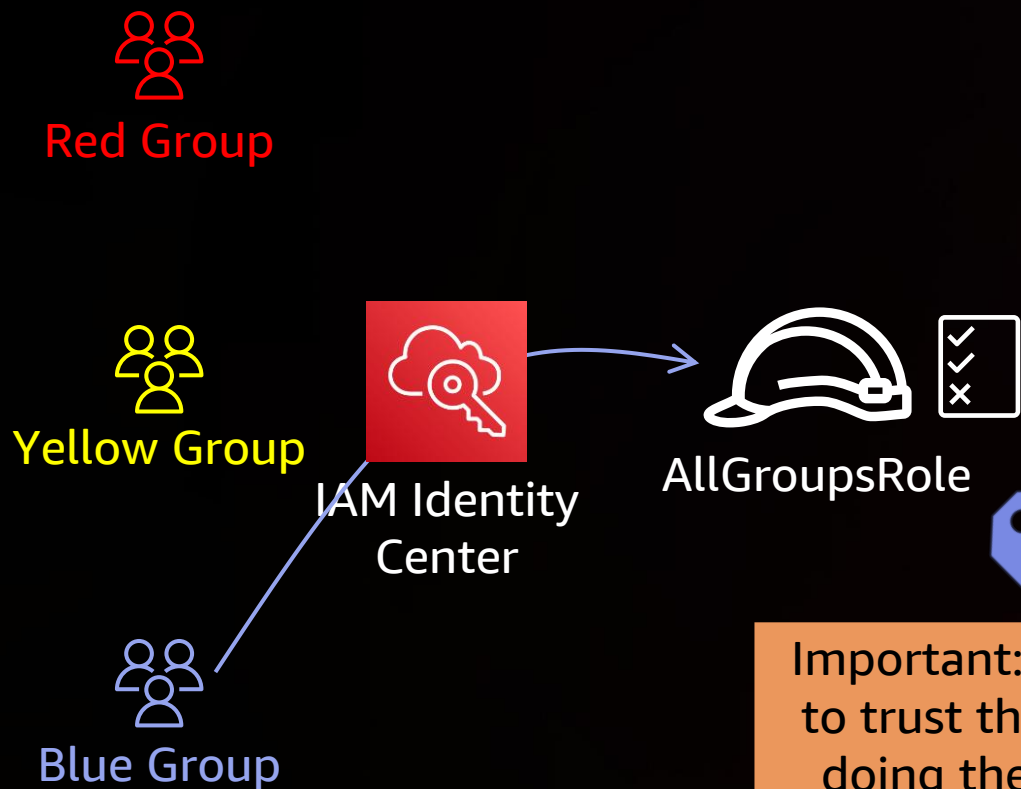 Red Group
Yellow Group
IAM Identity
Center
AllGroupsRole
Blue Group
Important:
to trust th
doing the